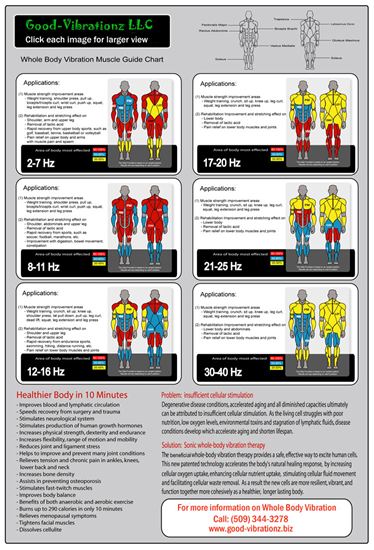 Good-Vibrationz LLC
Click each image for larger view
Whole Body Vibration Muscle Guide Chart
Pectoralis Major
Rectus Abdominus
Soleus
Trapezius
Biceps Brachii
Vastus Medialis
Latissimus Dorsi
Gluteus Maximus
Soleus
Applications:
(1) Muscle strength improvement areas
- Weight training, shoulder press, pull up,
biceps/triceps curl, wrist curl, push up, squat,
leg extension and leg press
(2) Rehabilitation and stretching effect on
- Shoulder, arm and upper leg
- Removal of lactic acid
- Rapid recovery from upper body sports, such as
golf, baseball, tennis, basketball or volleyball
- Pain relief on upper body and arms
with muscle pain and spasm
Area of body most effected
2-7 Hz
Applications:
(1) Muscle strength improvement areas
- Weight training, crunch, sit up, knee up, leg curl,
squat, leg extension and leg press
(2) Rehabilitation improvement and stretching effect on
- Lower body
- Removal of lactic acid
- Pain relief on lower body muscles and joints
Area of body most effected
17-20 Hz
Applications:
(1) Muscle strength improvement areas
- Weight training, shoulder press, pull up,
biceps/triceps curl, wrist curl, push up, squat,
leg extension and leg press
(2) Rehabilitation and stretching effect on
- Shoulder, abdominals and upper leg
- Removal of lactic acid
- Rapid recovery from sports, such as
soccer, football, marathons, etc.
- Improvement with digestion, bowel movement,
constipation
Area of body most effected
8-11 Hz
Applications:
(1) Muscle strength improvement areas
- Weight training, crunch, sit up, knee up, leg curl,
squat, leg extension and leg press
(2) Rehabilitation and stretching effect on
- Lower body
- Removal of lactic acid
- Pain relief on lower body muscles and joints
Area of body most effected
21-25 Hz
Applications:
(1) Muscle strength improvement areas
- Weight training, crunch, sit up, knee up,
shoulder press, lat pull down, pull up, leg curl,
dead lift, squat, leg extension and leg press
(2) Rehabilitation and stretching effect on
- Shoulder and upper leg
- Removal of lactic acid
- Rapid recovery from endurance sports,
swimming, hiking, distance running, etc.
- Pain relief on lower body muscles and joints
Area of body most effected
12-16 Hz
Applications:
(1) Muscle strength improvement areas
- Weight training, crunch, sit up, knee up, leg curl,
squat, leg extension and leg press
(2) Rehabilitation and stretching effect on
- Lower body and abdominals
- Removal of lactic acid
- Pain relief on lower body muscles and joints
Area of body most effected
30-40 Hz
Healthier Body in 10 Minutes
- Improves blood and lymphatic circulation
- Speeds recovery from surgery and trauma
- Stimulates neurological system
- Stimulates production of human growth hormones
- Increases physical strength, dexterity and endurance
- Increases flexibility, range of motion and mobility
- Reduces joint and ligament stress
- Helps to improve and prevent many joint conditions
- Relieves tension and chronic pain in ankles, knees,
lower back and neck
- Increases bone density
- Assists in preventing osteoporosis
- Stimulates fast-twitch muscles
- Improves body balance
- Benefits of both anaerobic and aerobic exercise
- Burns up to 290 calories in only 10 minutes
- Relieves menopausal symptoms
- Tightens facial muscles
- Dissolves cellulite
Problem: insufficient cellular stimulation
Degenerative disease conditions, accelerated aging and all diminished capacities ultimately
can be attributed to insufficient cellular stimulation. As the living cell struggles with poor
nutrition, low oxygen levels, environmental toxins and stagnation of lymphatic fluids, disease
conditions develop which accelerate aging and shorten lifespan.
Solution: Sonic whole-body vibration therapy
The beneficial whole-body vibration therapy provides a safe, effective way to excite human cells.
This new patented technology accelerates the body's natural healing response, by increasing
cellular oxygen uptake, enhancing cellular nutrient uptake, stimulating cellular fluid movement
and facilitating cellular waste removal. As a result the new cells are more resilient, vibrant, and
function together more cohesively as a healthier, longer lasting body.
For more information on Whole Body Vibration
Call: (509) 344-3278
www.good-vibrationz.biz